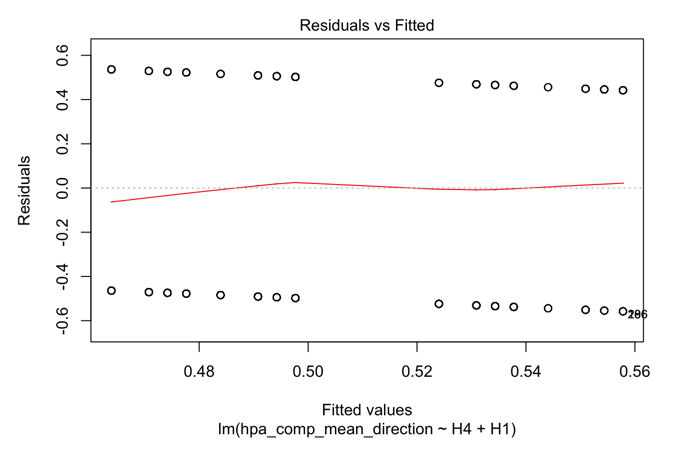 Residuals vs Fitted
Residuals
0.6
0.4
0.2
0.0
-0.2
-0.4
-0.6
0.48 0.50 0.52 0.54 0.56
Fitted values
lm(hpa_comp_mean_direction ~ H4 + H1)